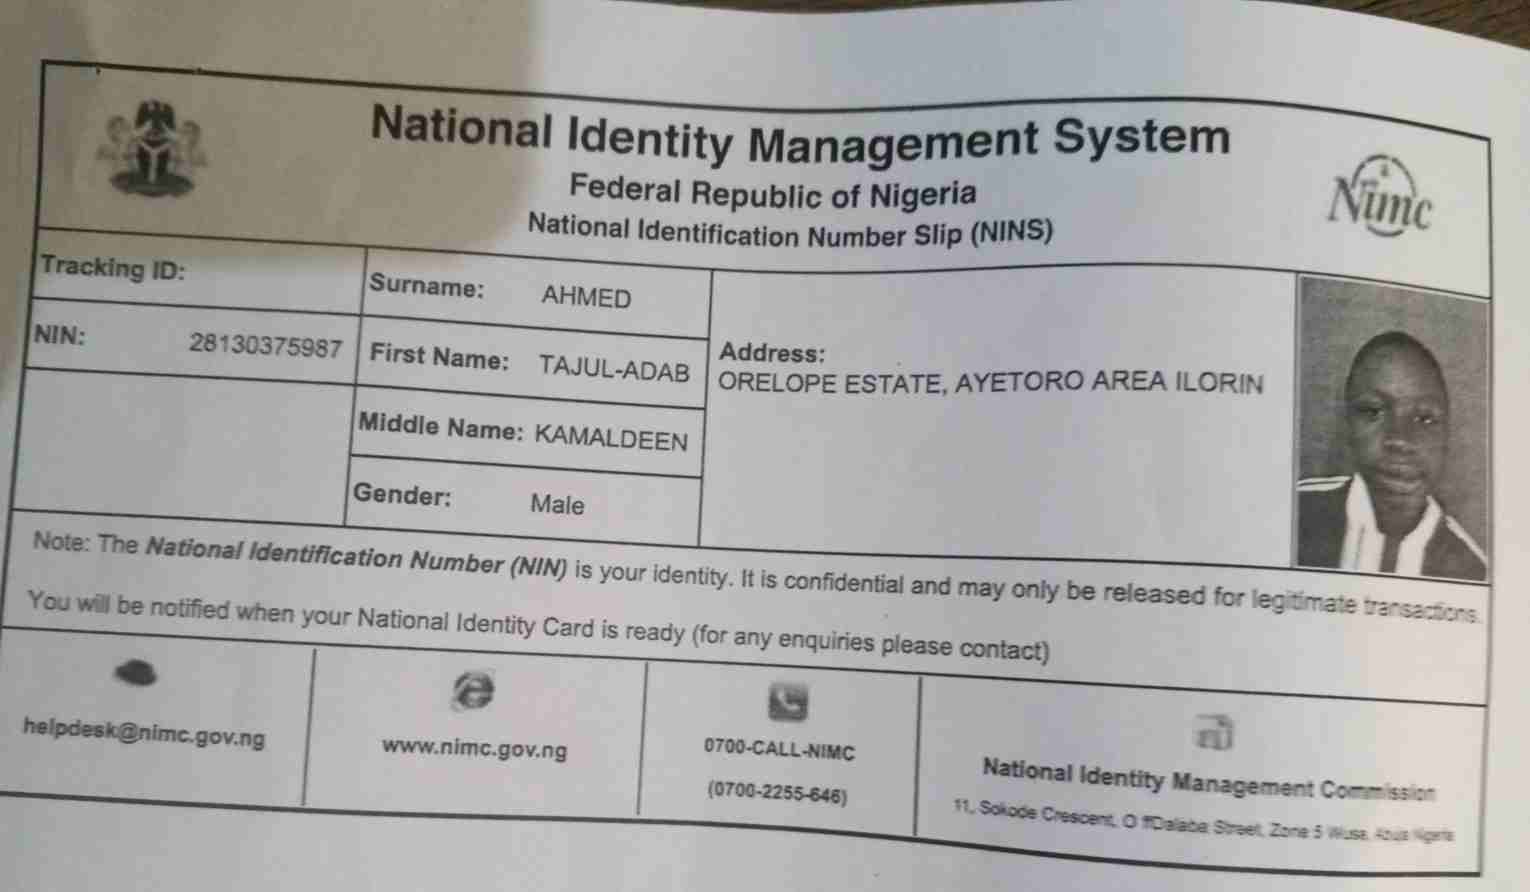 National Identity Management System
Federal Republic of Nigeria
National Identification Number Slip (NINS)
Nimc
Tracking ID:
NIN: 28130375987
Surname: AHMED
First Name: TAJUL-ADAB
Middle Name: KAMALDEEN
Gender: Male
Address:
ORELOPE ESTATE, AYETORO AREA ILORIN
Note: The National Identification Number (NIN) is your identity. It is confidential and may only be released for legitimate transactions.
You will be notified when your National Identity Card is ready (for any enquiries please contact)
helpdesk@nimc.gov.ng
www.nimc.gov.ng
0700-CALL-NIMC
(0700-2255-646)
National Identity Management Commission
11, Sokode Crescent, Off Dalaba Street, Zone 5 Wuse, Abuja Nigeria